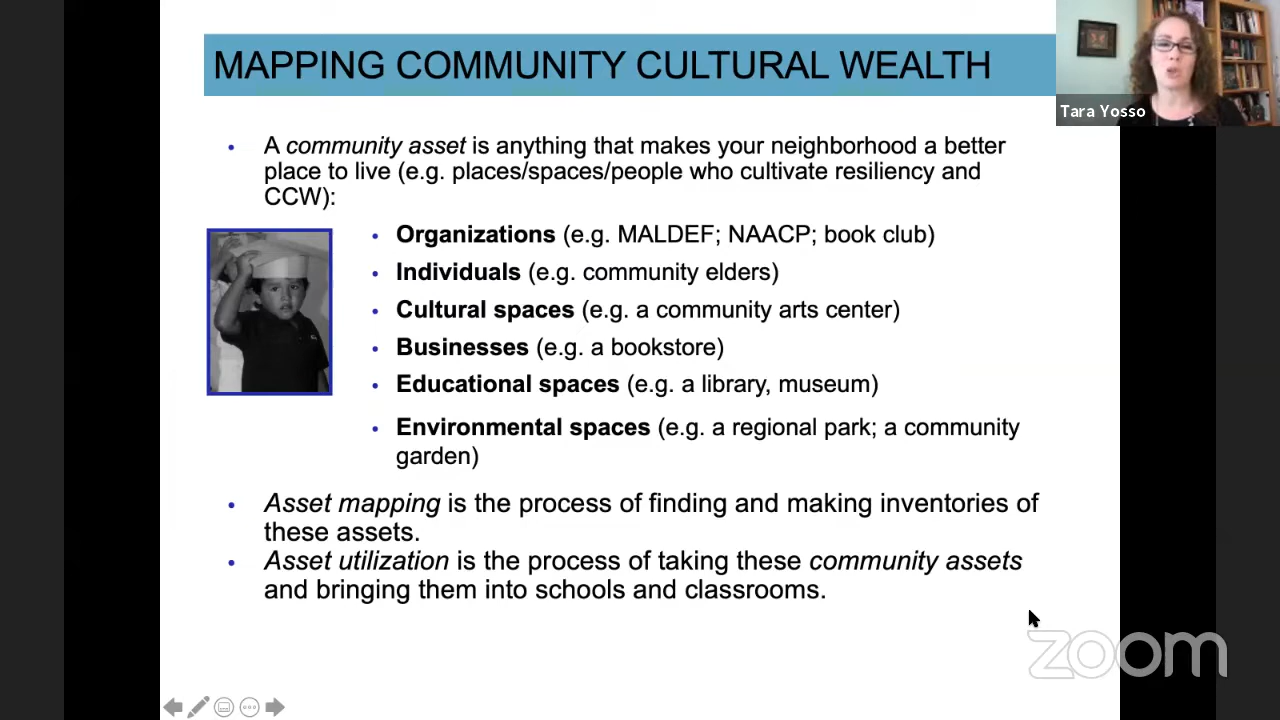 MAPPING COMMUNITY CULTURAL WEALTH
Tara Yosso
• A community asset is anything that makes your neighborhood a better
place to live (e.g. places/spaces/people who cultivate resiliency and
CCW):
• Organizations (e.g. MALDEF; NAACP; book club)
• Individuals (e.g. community elders)
• Cultural spaces (e.g. a community arts center)
• Businesses (e.g. a bookstore)
• Educational spaces (e.g. a library, museum)
• Environmental spaces (e.g. a regional park; a community
garden)
• Asset mapping is the process of finding and making inventories of
these assets.
• Asset utilization is the process of taking these community assets
and bringing them into schools and classrooms.
zoom